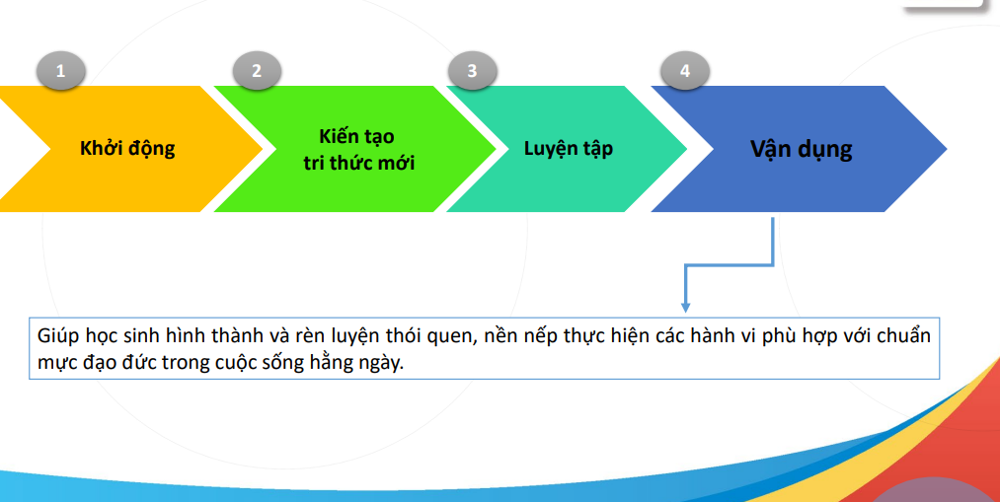 1
2
3
4
Khởi động
Kiến tạo
tri thức mới
Luyện tập
Vận dụng
Giúp học sinh hình thành và rèn luyện thói quen, nền nếp thực hiện các hành vi phù hợp với chuẩn
mực đạo đức trong cuộc sống hằng ngày.